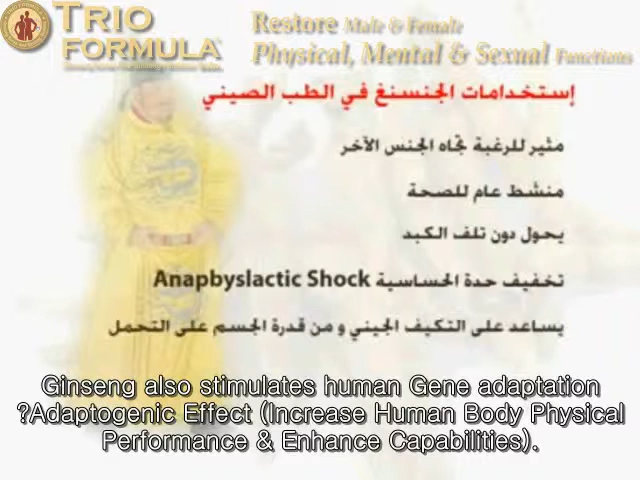 TRIO
FORMULA
Restore Male & Female
Physical, Mental & Sexual Functions
إستخدامات الجنسنغ في الطب الصيني
مثير للرغبة تجاه الجنس الآخر
منشط عام للصحة
يحول دون تلف الكبد
تخفيف حدة الحساسية Anapbyslactic Shock
يساعد على التكيف الجيني و من قدرة الجسم على التحمل
Ginseng also stimulates human Gene adaptation
?Adaptogenic Effect (Increase Human Body Physical
Performance & Enhance Capabilities).